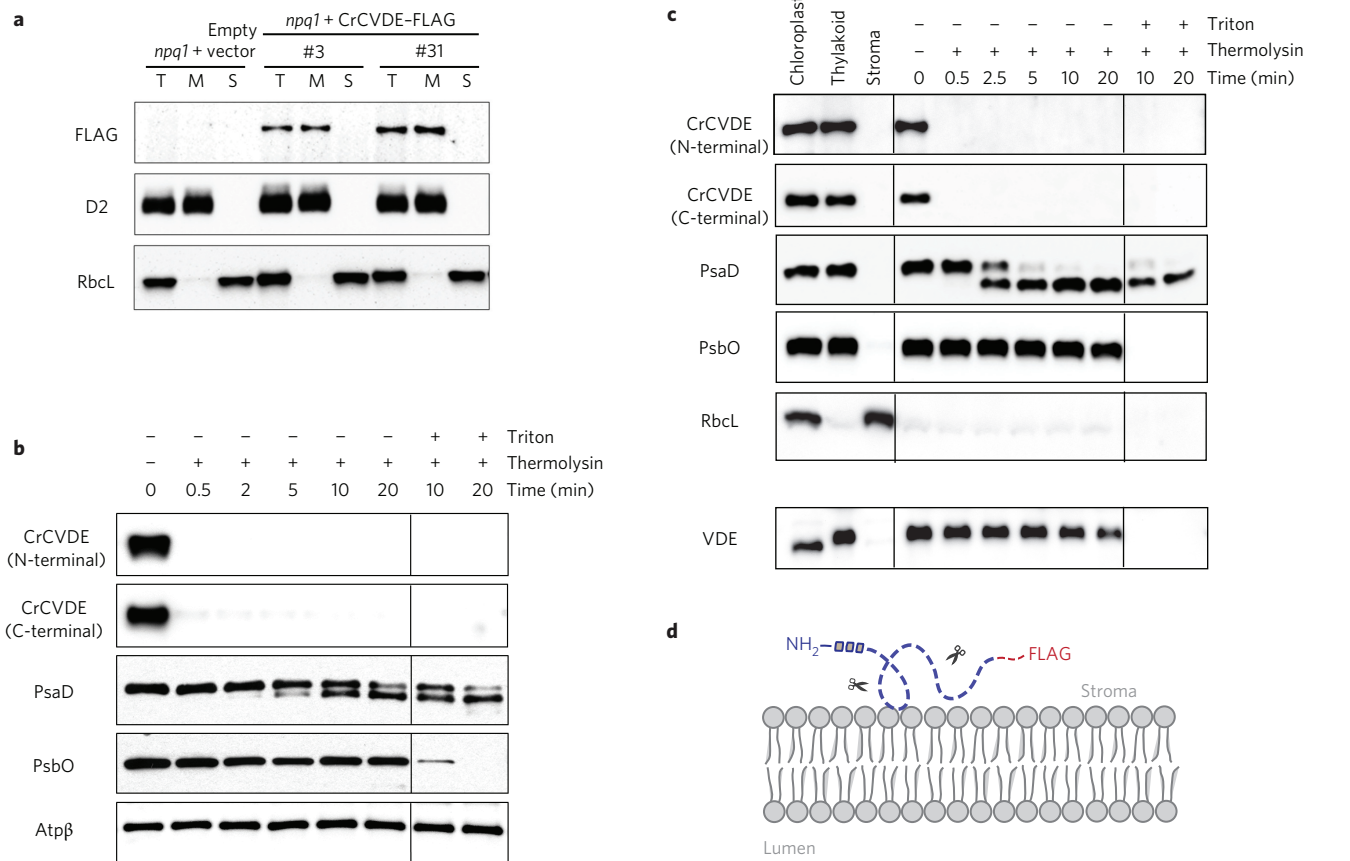 a
npq1 + CrCVDE–FLAG
Empty
npq1 + vector
#3
#31
T M S T M S T M S
FLAG
D2
RbcL
b
– – – – – – + + Triton
– + + + + + + + Thermolysin
0 0.5 2 5 10 20 10 20 Time (min)
CrCVDE
(N-terminal)
CrCVDE
(C-terminal)
PsaD
PsbO
Atpβ
c
Chloroplast
Thylakoid
Stroma
– – – – – – + + Triton
– + + + + + + + Thermolysin
0 0.5 2.5 5 10 20 10 20 Time (min)
CrCVDE
(N-terminal)
CrCVDE
(C-terminal)
PsaD
PsbO
RbcL
VDE
d
NH2
FLAG
Stroma
Lumen